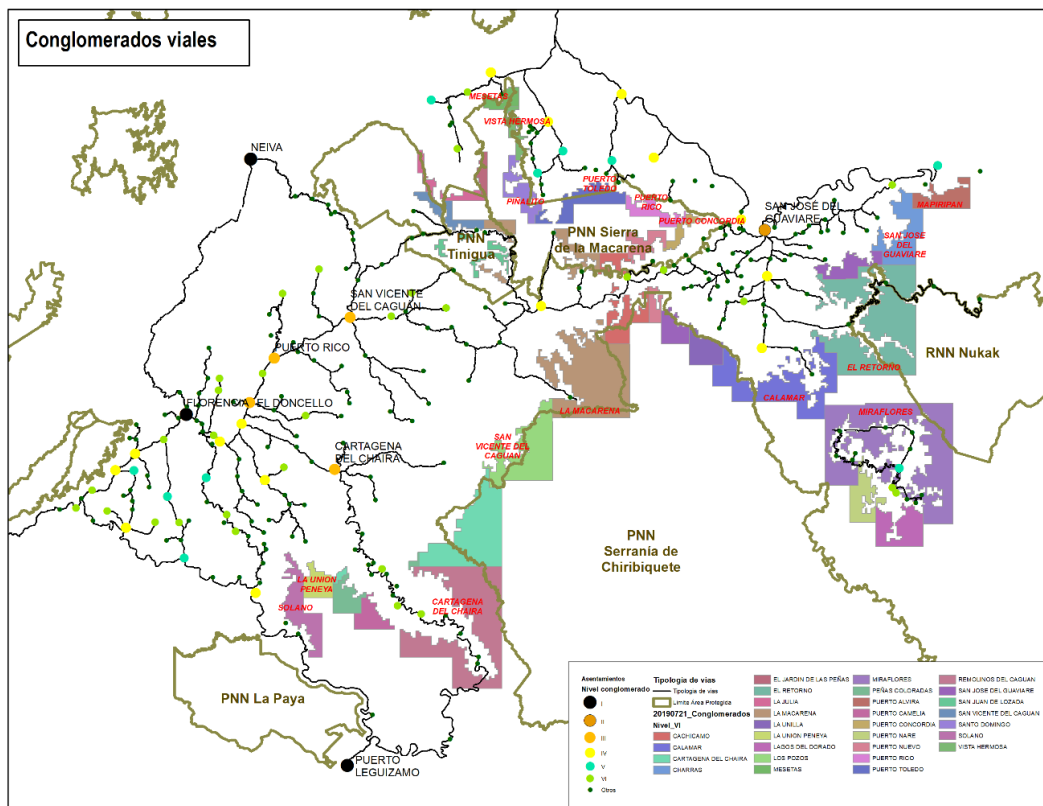 Conglomerados viales
MESETAS
NEIVA
VISTA HERMOSA
PUERTO
TOLEDO
PINALITO
PUERTO
RICO
PUERTO CONCORDIA
SAN JOSÉ DEL
GUAVIARE
MAPIRIPAN
PNN
Tinigua
PNN Sierra
de la Macarena
SAN JOSE
DEL
GUAVIARE
SAN VICENTE
DEL CAGUÁN
PUERTO RICO
RNN Nukak
EL RETORNO
FLORENCIA
EL DONCELLO
CALAMAR
LA MACARENA
MIRAFLORES
CARTAGENA
DEL CHAIRÁ
SAN
VICENTE DEL
CAGUAN
PNN
Serranía de
Chiribiquete
LA UNION
PENEYA
SOLANO
CARTAGENA
DEL CHAIRA
PNN La Paya
PUERTO
LEGUIZAMO
Asentamientos
Nivel conglomerado
I
II
III
IV
V
VI
Otros
Tipologia de vías
Tipologia de vias
Limite Area Protegica
20190721_Conglomerados
Nivel_VI
CACHICAMO
CALAMAR
CARTAGENA DEL CHAIRA
CHARRAS
EL JARDIN DE LAS PEÑAS
EL RETORNO
LA JULIA
LA MACARENA
LA UNILLA
LA UNION PENEYA
LAGOS DEL DORADO
LOS POZOS
MESETAS
MIRAFLORES
PEÑAS COLORADAS
PUERTO ALVIRA
PUERTO CAMELIA
PUERTO CONCORDIA
PUERTO NARE
PUERTO NUEVO
PUERTO RICO
PUERTO TOLEDO
REMOLINOS DEL CAGUAN
SAN JOSE DEL GUAVIARE
SAN JUAN DE LOZADA
SAN VICENTE DEL CAGUAN
SANTO DOMINGO
SOLANO
VISTA HERMOSA